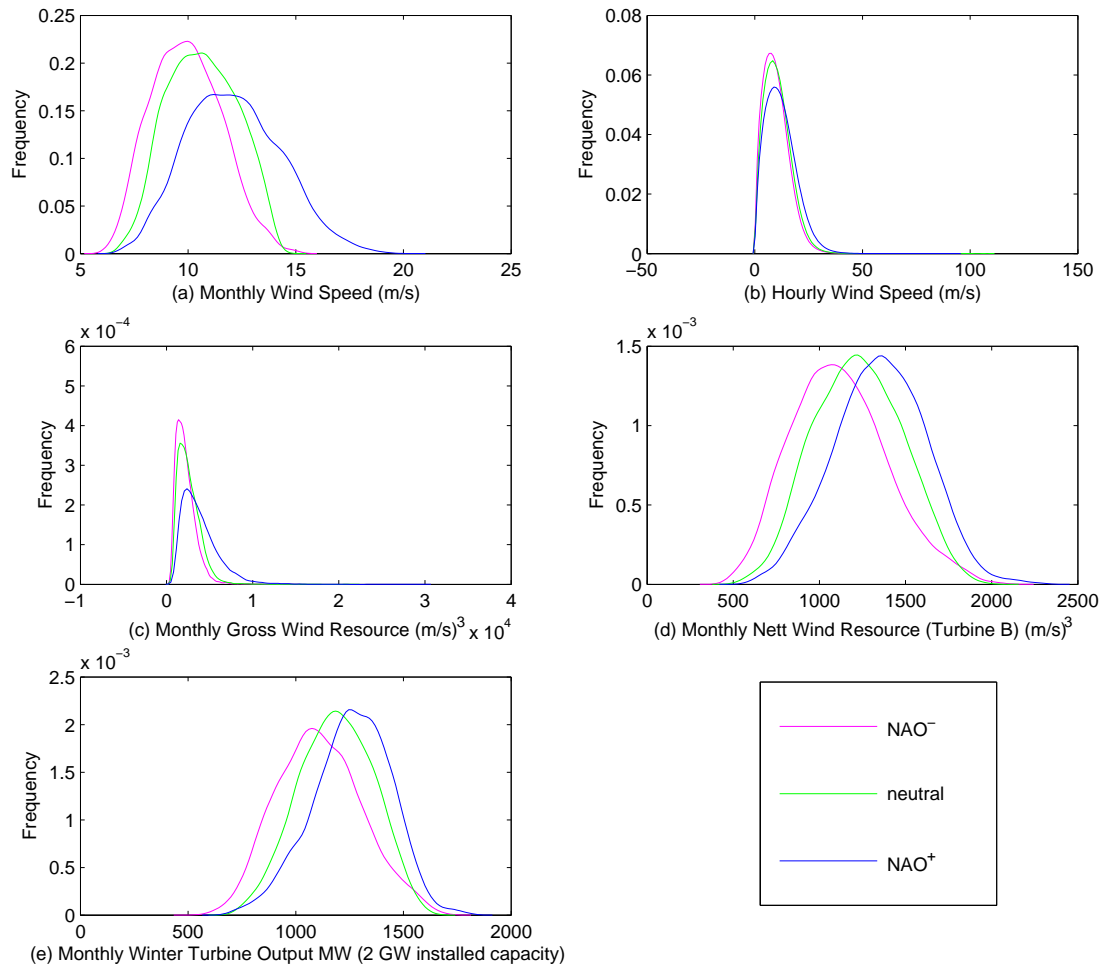 0.25
0.2
0.15
0.1
0.05
0
5 10 15 20 25
Frequency
(a) Monthly Wind Speed (m/s)
0.08
0.06
0.04
0.02
0
−50 0 50 100 150
Frequency
(b) Hourly Wind Speed (m/s)
x 10−4
6
5
4
3
2
1
0
−1 0 1 2 3 4
Frequency
(c) Monthly Gross Wind Resource (m/s)3 x 104
x 10−3
1.5
1
0.5
0
0 500 1000 1500 2000 2500
Frequency
(d) Monthly Nett Wind Resource (Turbine B) (m/s)3
x 10−3
2.5
2
1.5
1
0.5
0
0 500 1000 1500 2000
Frequency
(e) Monthly Winter Turbine Output MW (2 GW installed capacity)
NAO−
neutral
NAO+